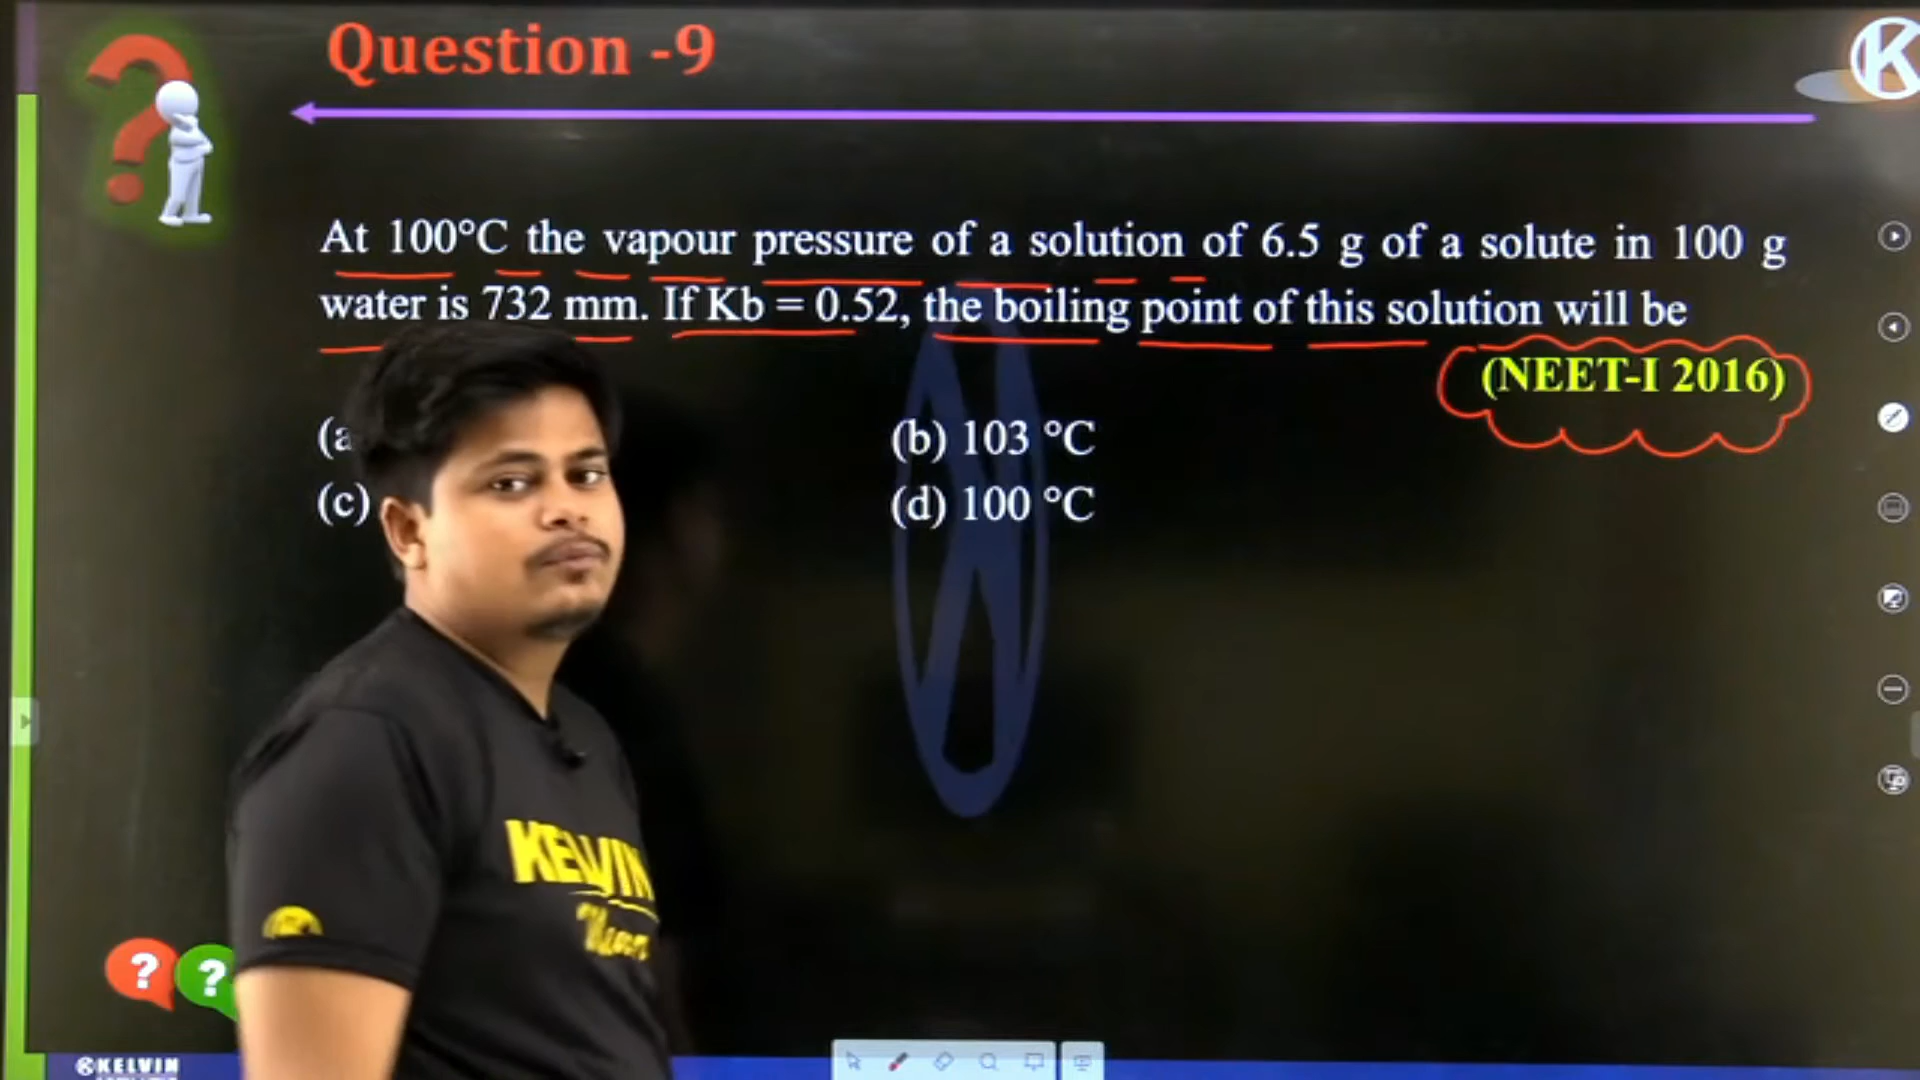 Question -9
At 100°C the vapour pressure of a solution of 6.5 g of a solute in 100 g
water is 732 mm. If Kb = 0.52, the boiling point of this solution will be
(NEET-I 2016)
(a
(b) 103 °C
(c)
(d) 100 °C
KELVIN
KELVIN